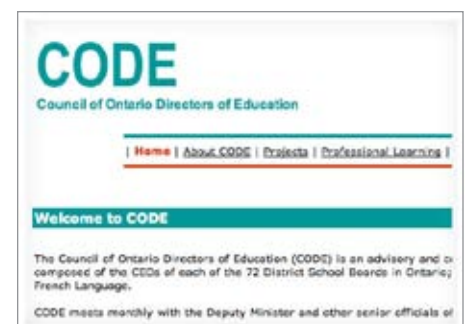 CODE
Council of Ontario Directors of Education
| Home | About CODE | Projects | Professional Learning |
Welcome to CODE
The Council of Ontario Directors of Education (CODE) is an advisory and
composed of the CEOs of each of the 72 District School Boards in Ontario;
French Language.
CODE meets monthly with the Deputy Minister and other senior officials of